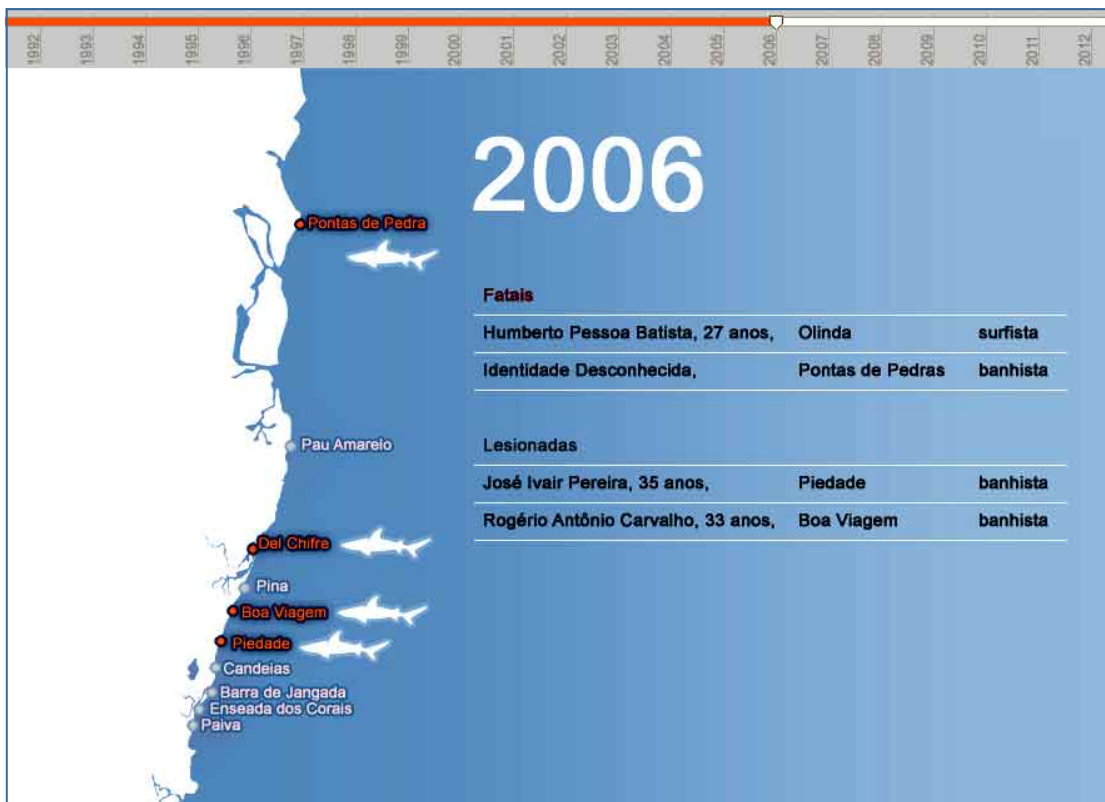 1992 1993 1994 1995 1996 1997 1998 1999 2000 2001 2002 2003 2004 2005 2006 2007 2008 2009 2010 2011 2012
2006
Pontas de Pedra
Fatais
Humberto Pessoa Batista, 27 anos, Olinda surfista
Identidade Desconhecida, Pontas de Pedras banhista
Pau Amarelo
Lesionadas
José Ivair Pereira, 35 anos, Piedade banhista
Rogério Antônio Carvalho, 33 anos, Boa Viagem banhista
Del Chifre
Pina
Boa Viagem
Piedade
Candeias
Barra de Jangada
Enseada dos Corais
Paiva